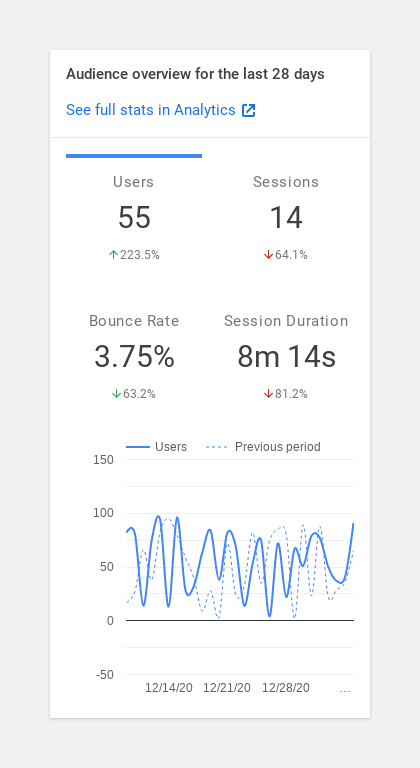 Audience overview for the last 28 days
See full stats in Analytics
Users Sessions
55 14
223.5% 64.1%
Bounce Rate Session Duration
3.75% 8m 14s
63.2% 81.2%
Users Previous period
150
100
50
0
-50
12/14/20 12/21/20 12/28/20 ...